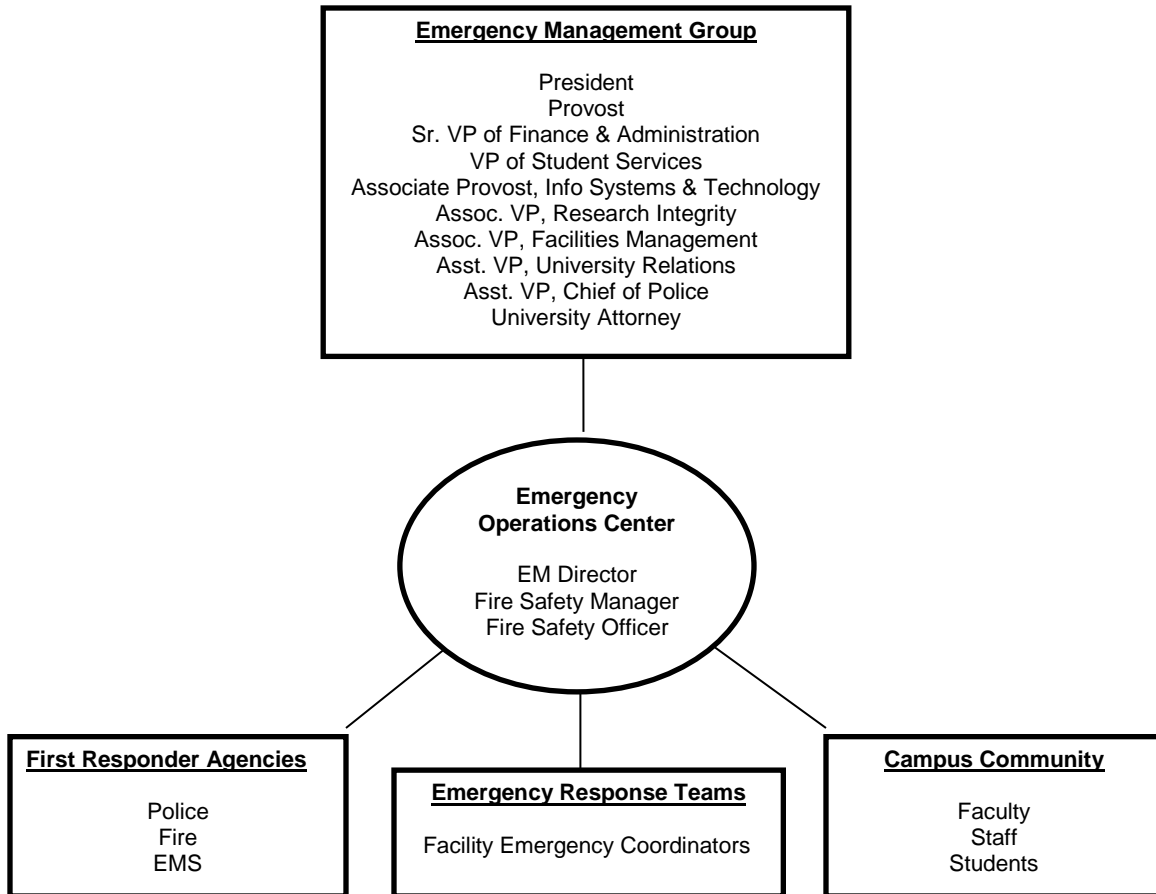 Emergency Management Group
President
Provost
Sr. VP of Finance & Administration
VP of Student Services
Associate Provost, Info Systems & Technology
Assoc. VP, Research Integrity
Assoc. VP, Facilities Management
Asst. VP, University Relations
Asst. VP, Chief of Police
University Attorney
Emergency
Operations Center
EM Director
Fire Safety Manager
Fire Safety Officer
First Responder Agencies
Police
Fire
EMS
Emergency Response Teams
Facility Emergency Coordinators
Campus Community
Faculty
Staff
Students